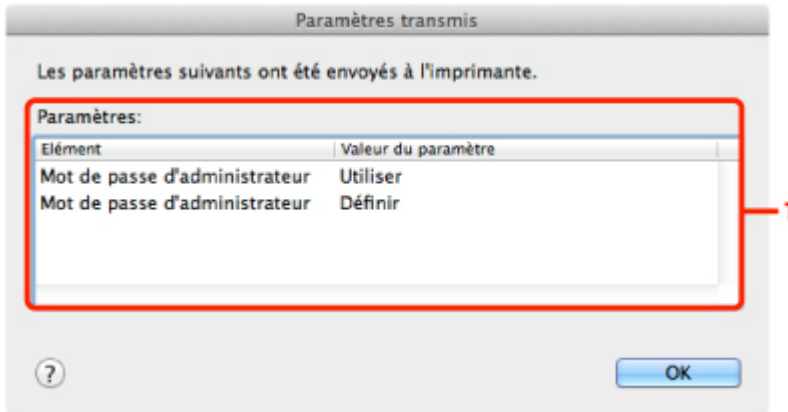 Paramètres transmis
Les paramètres suivants ont été envoyés à l'imprimante.
Paramètres:
Elément Valeur du paramètre
Mot de passe d'administrateur Utiliser
Mot de passe d'administrateur Définir
1
? OK